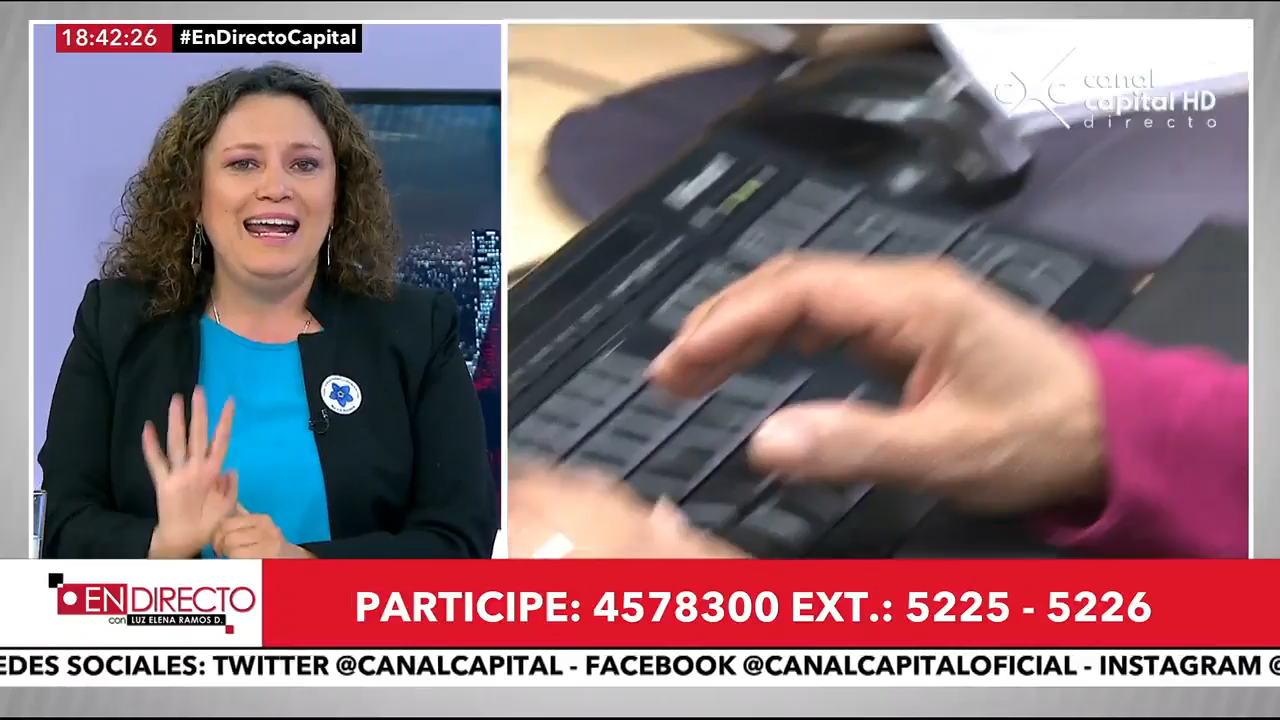 18:42:26 #EnDirectoCapital
canal
capital HD
directo
ENDIRECTO
con LUZ ELENA RAMOS D.
PARTICIPE: 4578300 EXT.: 5225 - 5226
EDES SOCIALES: TWITTER @CANALCAPITAL - FACEBOOK @CANALCAPITALOFICIAL - INSTAGRAM @